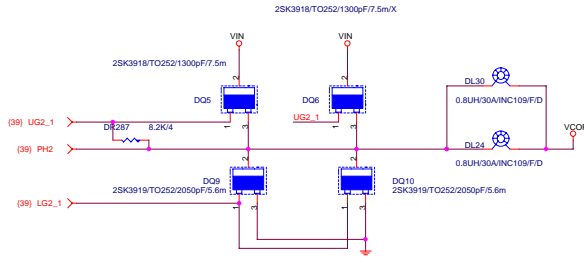 2SK3918/TO252/1300pF/7.5m/X
VIN
VIN
2SK3918/TO252/1300pF/7.5m
2
2
DL30
DQ5
DQ6
0.8UH/30A/INC109/F/D
{39} UG2_1
UG2_1
1
3
1
3
DR287
8.2K/4
DL24
{39} PH2
0.8UH/30A/INC109/F/D
2
2
DQ9
DQ10
2SK3919/TO252/2050pF/5.6m
2SK3919/TO252/2050pF/5.6m
{39} LG2_1
1
3
1
3